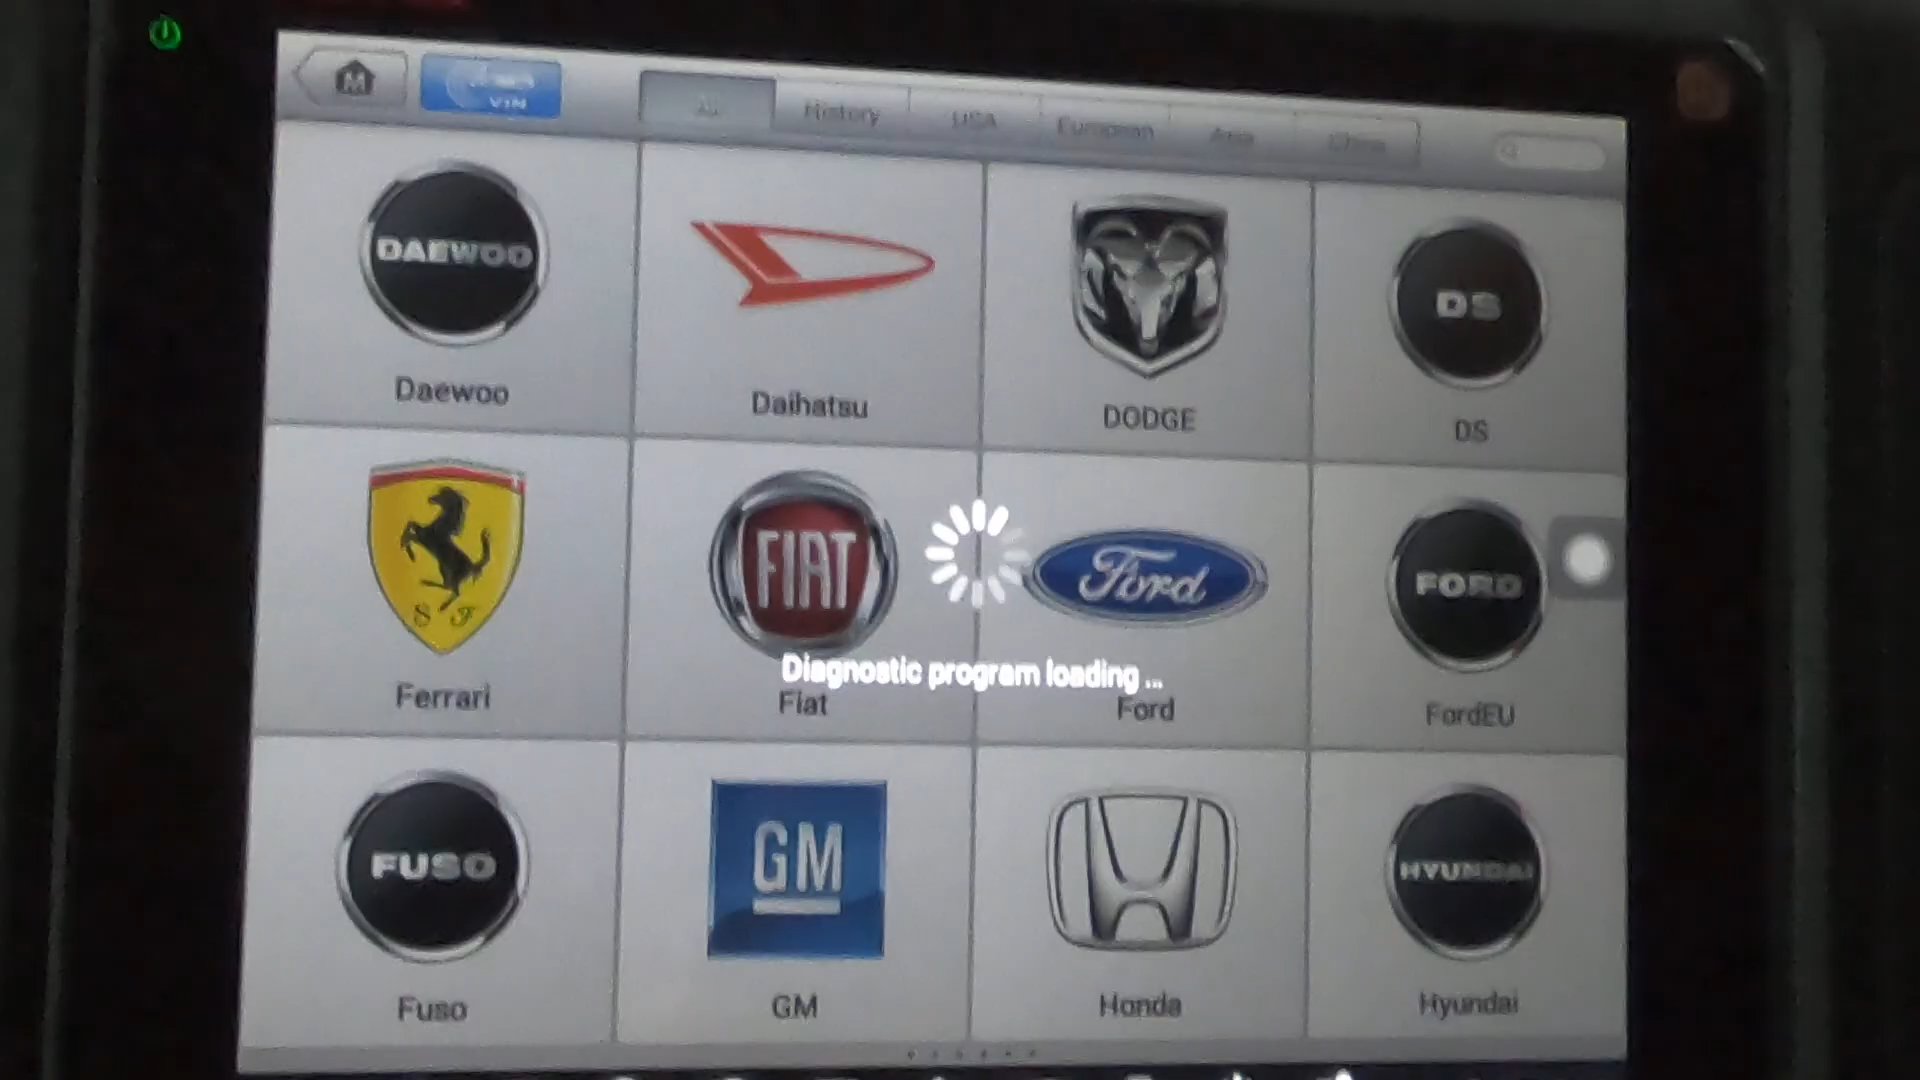 VIN
All History USA European Asia China
DAEWOO DS
Daewoo Daihatsu DODGE DS
FIAT Ford FORD
S F
Diagnostic program loading ...
Ferrari Fiat Ford FordEU
FUSO GM HYUNDAI
Fuso GM Honda Hyundai